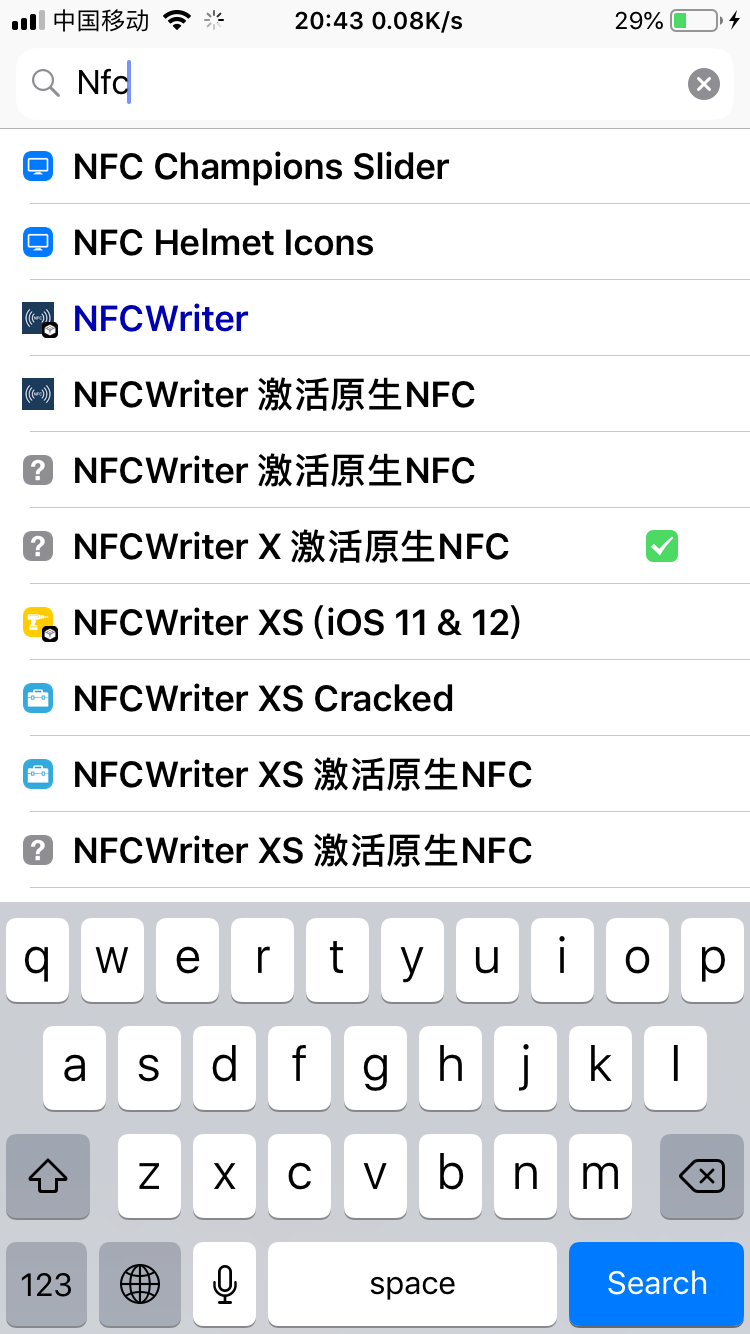 中国移动 20:43 0.08K/s 29%
Nfc
NFC Champions Slider
NFC Helmet Icons
NFCWriter
NFCWriter 激活原生NFC
NFCWriter 激活原生NFC
NFCWriter X 激活原生NFC
NFCWriter XS (iOS 11 & 12)
NFCWriter XS Cracked
NFCWriter XS 激活原生NFC
NFCWriter XS 激活原生NFC
q w e r t y u i o p
a s d f g h j k l
z x c v b n m
123 space Search